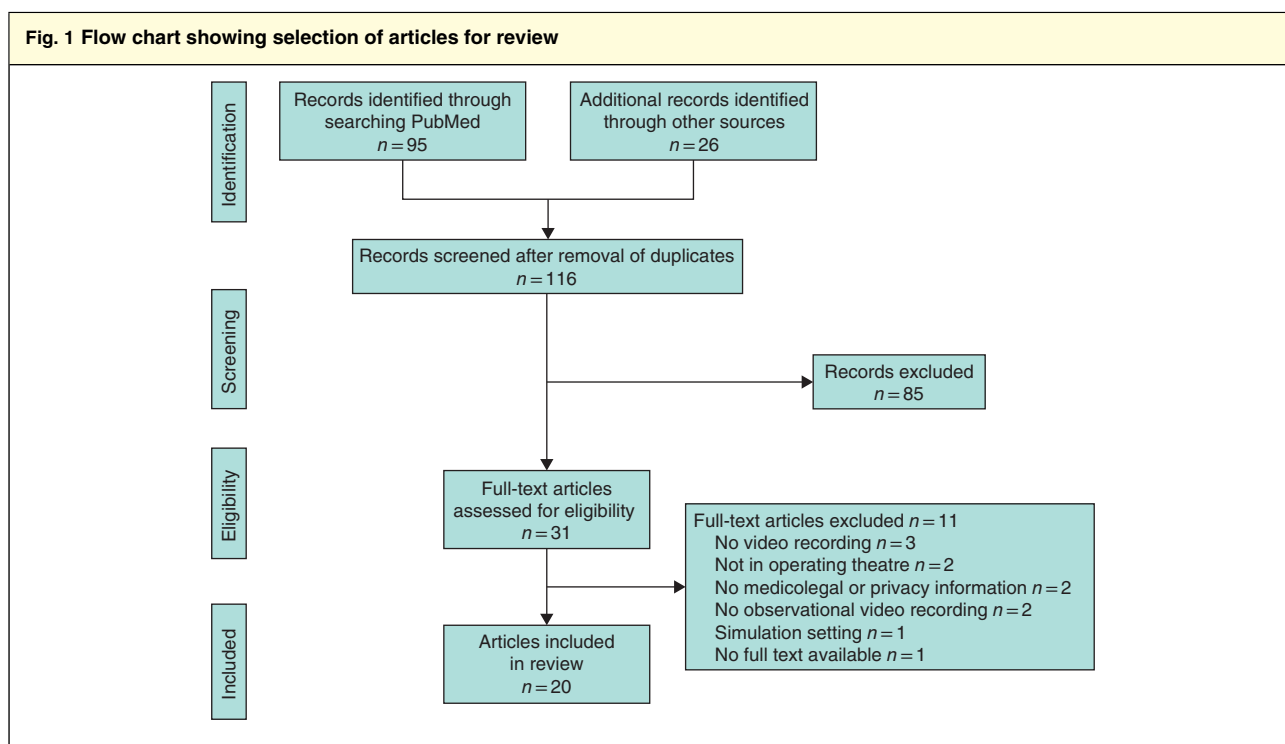 Fig. 1 Flow chart showing selection of articles for review
Identification
Records identified through
searching PubMed
n = 95
Additional records identified
through other sources
n = 26
Records screened after removal of duplicates
n = 116
Screening
Records excluded
n = 85
Eligibility
Full-text articles
assessed for eligibility
n = 31
Full-text articles excluded n = 11
No video recording n = 3
Not in operating theatre n = 2
No medicolegal or privacy information n = 2
No observational video recording n = 2
Simulation setting n = 1
No full text available n = 1
Included
Articles included
in review
n = 20